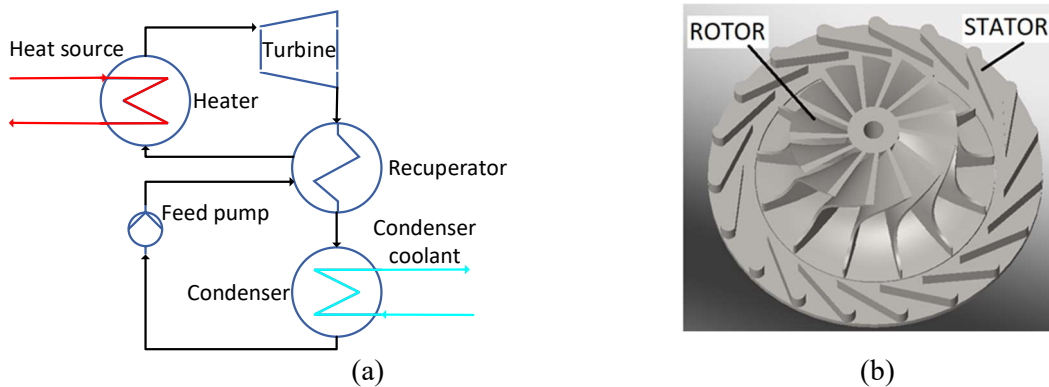 Heat source
Turbine
Heater
Recuperator
Feed pump
Condenser
coolant
Condenser
(a)
ROTOR
STATOR
(b)